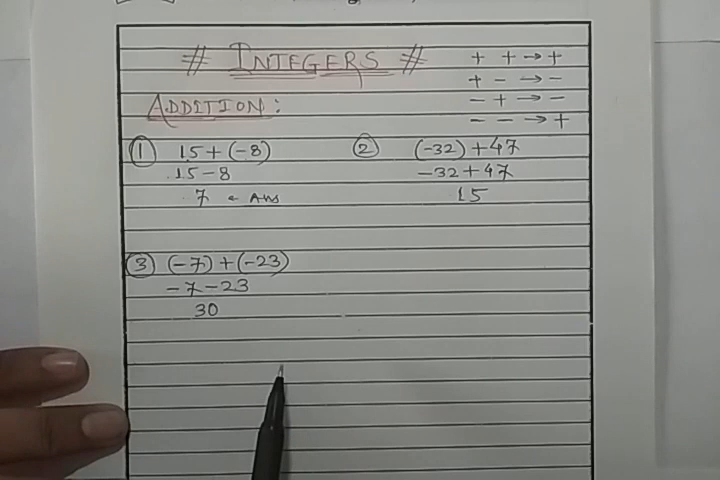 # INTEGERS #
+ + → +
+ - → -
- + → -
- - → +
ADDITION:
① 15 + (-8)
15 - 8
7 ← Ans
② (-32) + 47
-32 + 47
15
③ (-7) + (-23)
-7 - 23
30